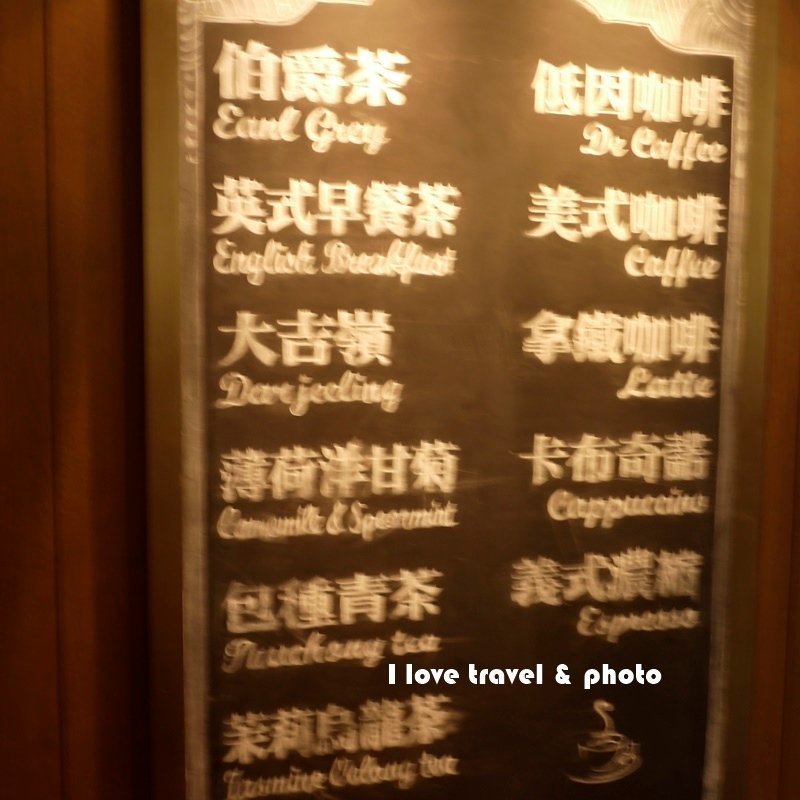 伯爵茶
Earl Grey
英式早餐茶
English Breakfast
大吉嶺
Darjeeling
薄荷洋甘菊
Camomile & Spearmint
包種青茶
tea
茉莉烏龍茶
Jasmine Oolong tea
低因咖啡
De Caffee
美式咖啡
Caffee
拿鐵咖啡
Latte
卡布奇諾
Cappuccino
義式濃縮
Espresso
I love travel & photo